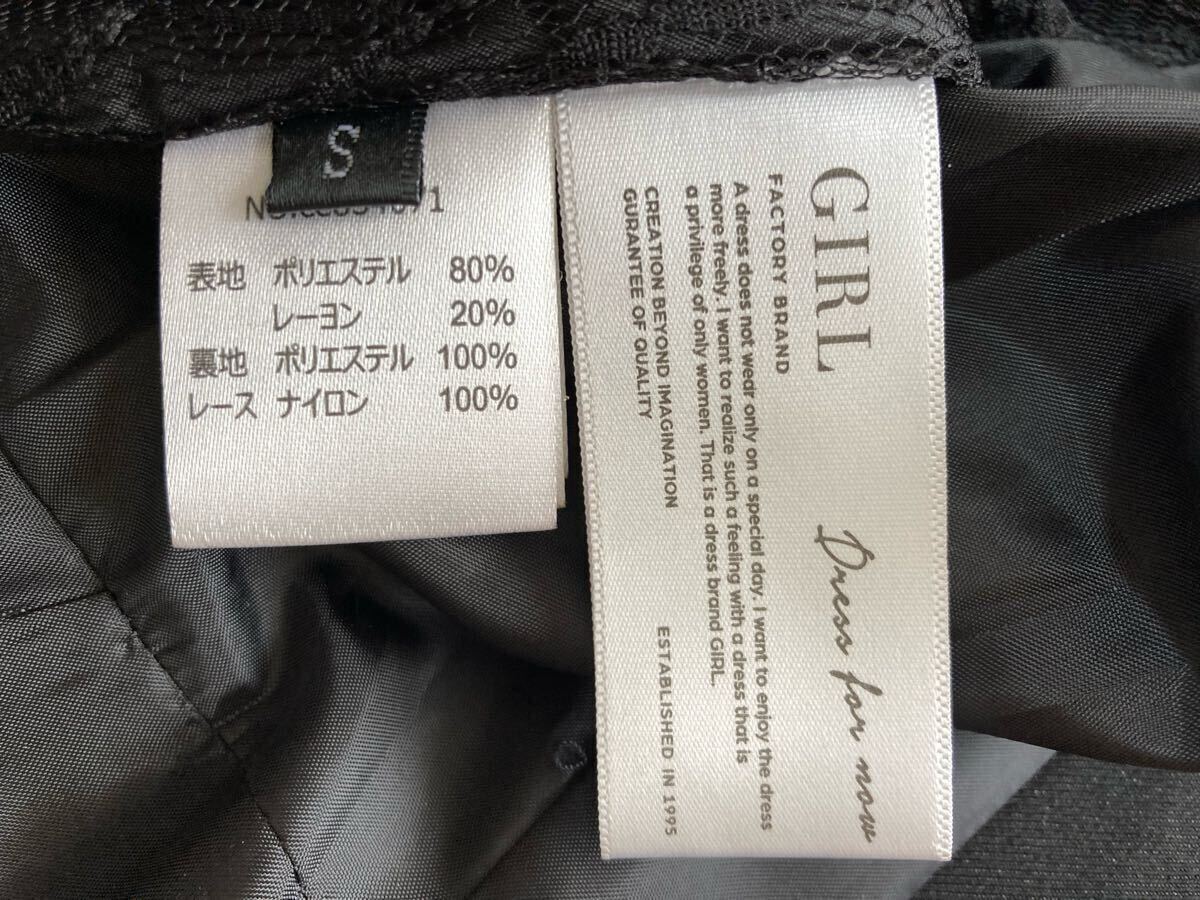 S
表地 ポリエステル 80%
レーヨン 20%
裏地 ポリエステル 100%
レース ナイロン 100%
GIRL
Dress for now
FACTORY BRAND
A dress does not wear only on a special day. I want to enjoy the dress
more freely. I want to realize such a feeling with a dress that is
a privilege of only women. That is a dress brand GIRL.
CREATION BEYOND IMAGINATION
GURANTEE OF QUALITY
ESTABLISHED IN 1995